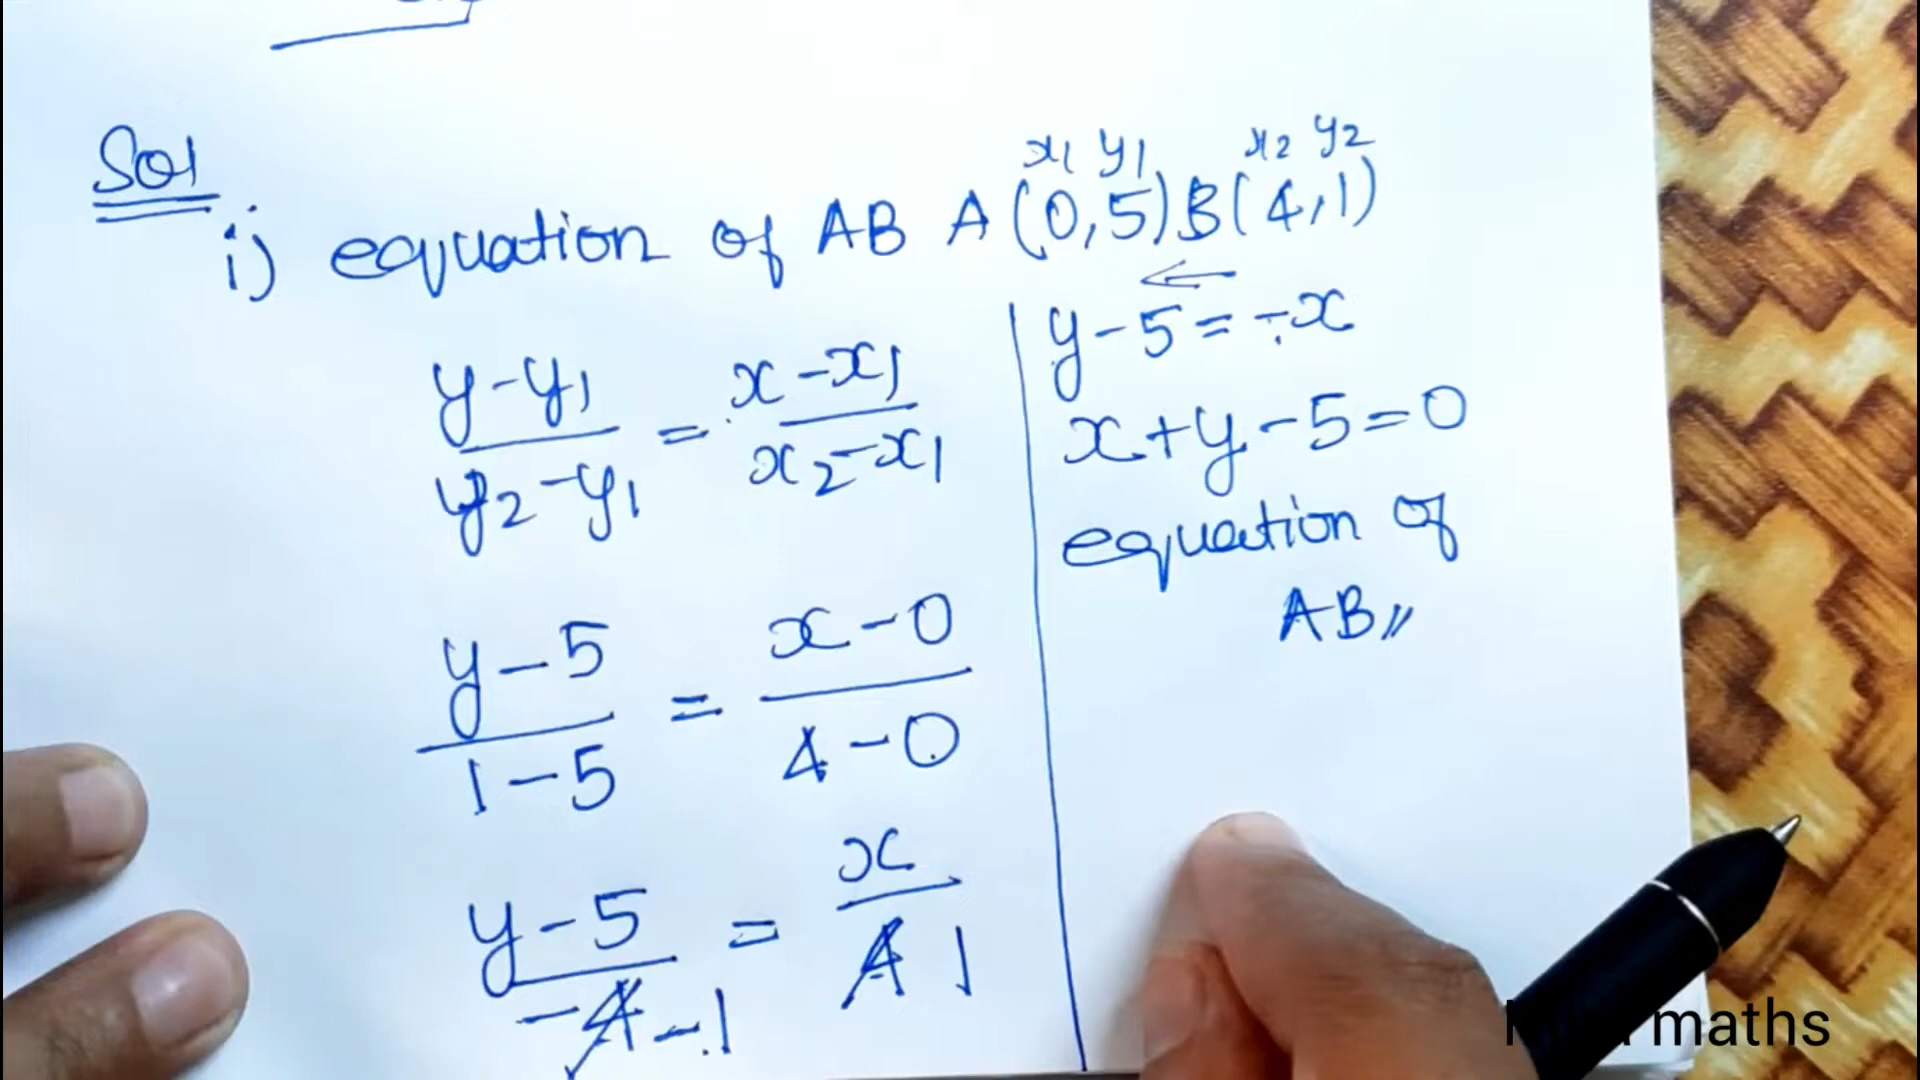 Sol
i) equation of AB A(0,5) B(4,1)
x1 y1 x2 y2
y-y1/y2-y1 = x-x1/x2-x1
y-5/1-5 = x-0/4-0
y-5/-4 -1 = x/4 1
y-5=-x
x+y-5=0
equation of
AB//
maths